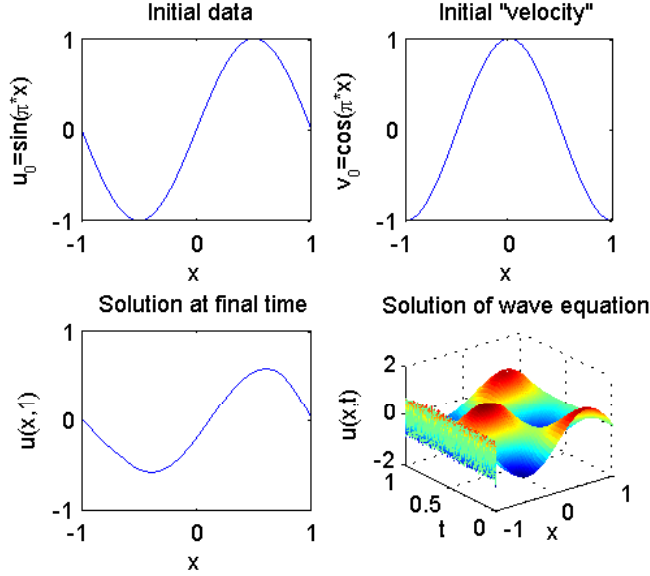 Initial data
1
0
-1
-1
0
1
x
u_0=sin(π*x)
Initial "velocity"
1
0
-1
-1
0
1
x
v_0=cos(π*x)
Solution at final time
1
0
-1
-1
0
1
x
u(x,1)
Solution of wave equation
2
0
-2
1
0.5
0
-1
0
1
t
x
u(x,t)